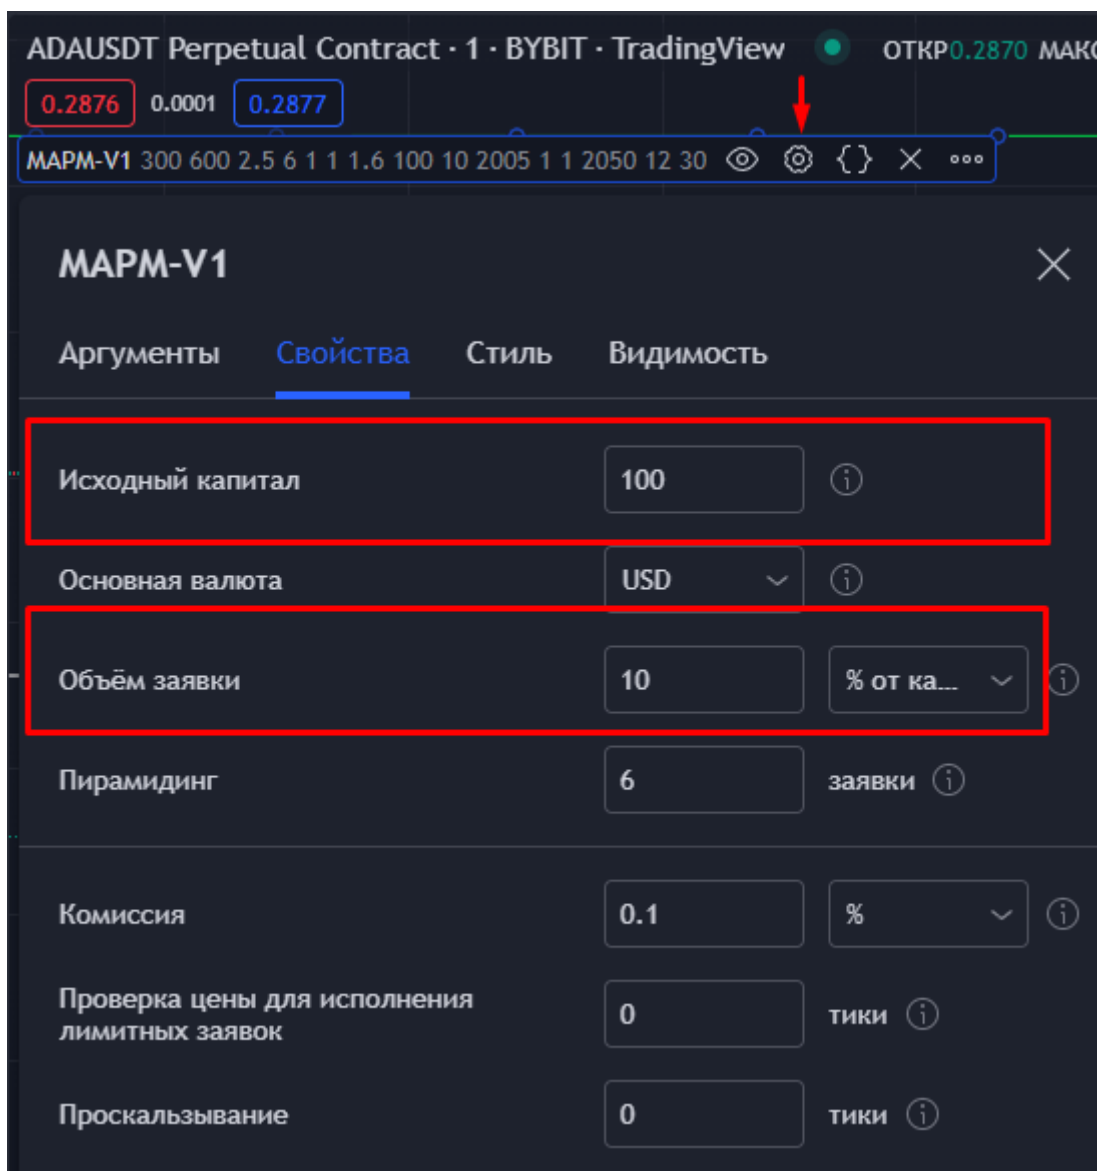 ADAUSDT Perpetual Contract · 1 · BYBIT · TradingView ОТКР0.2870 МАКС
0.2876 0.0001 0.2877
MAPM-V1 300 600 2.5 6 1 1 1.6 100 10 2005 1 1 2050 12 30
MAPM-V1
Аргументы Свойства Стиль Видимость
Исходный капитал 100
Основная валюта USD
Объём заявки 10 % от ка...
Пирамидинг 6 заявки
Комиссия 0.1 %
Проверка цены для исполнения
лимитных заявок 0 тики
Проскальзывание 0 тики